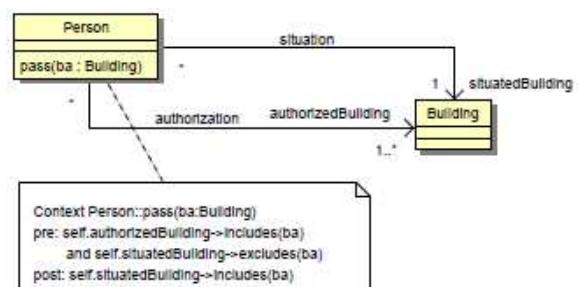 Person
pass(ba : Building)
*
situation
1
situatedBuilding
*
authorization
authorizedBuilding
Building
1..*
Context Person::pass(ba:Building)
pre: self.authorizedBuilding->includes(ba)
and self.situatedBuilding->excludes(ba)
post: self.situatedBuilding->includes(ba)